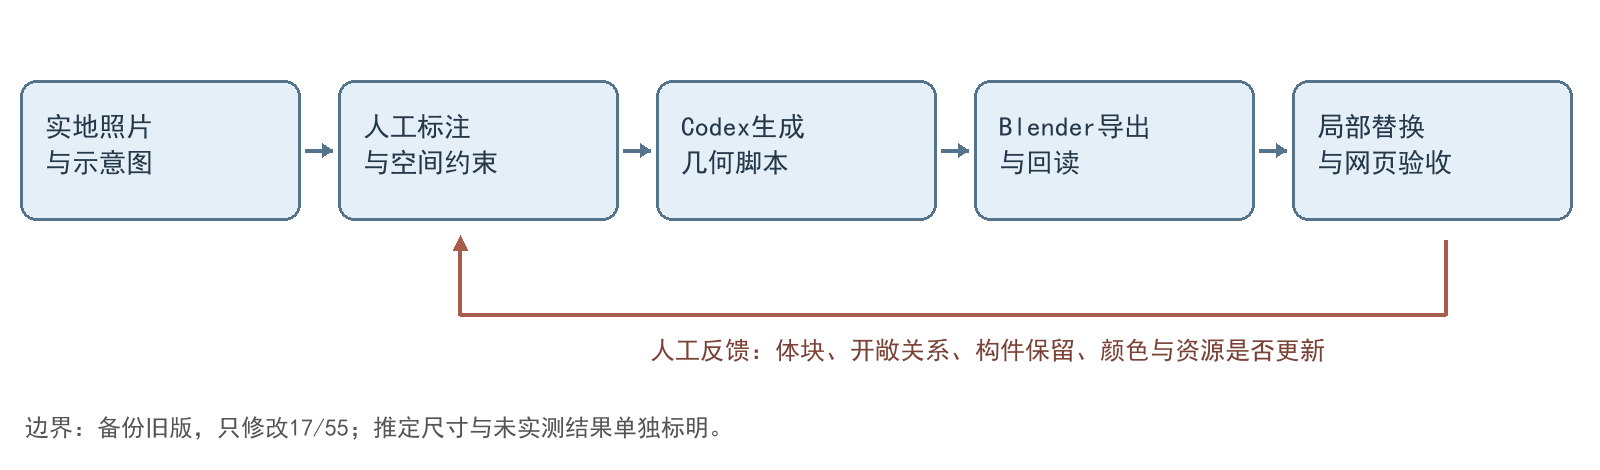 实地照片
与示意图
人工标注
与空间约束
Codex生成
几何脚本
Blender导出
与回读
局部替换
与网页验收
人工反馈：体块、开敞关系、构件保留、颜色与资源是否更新
边界：备份旧版，只修改17/55；推定尺寸与未实测结果单独标明。